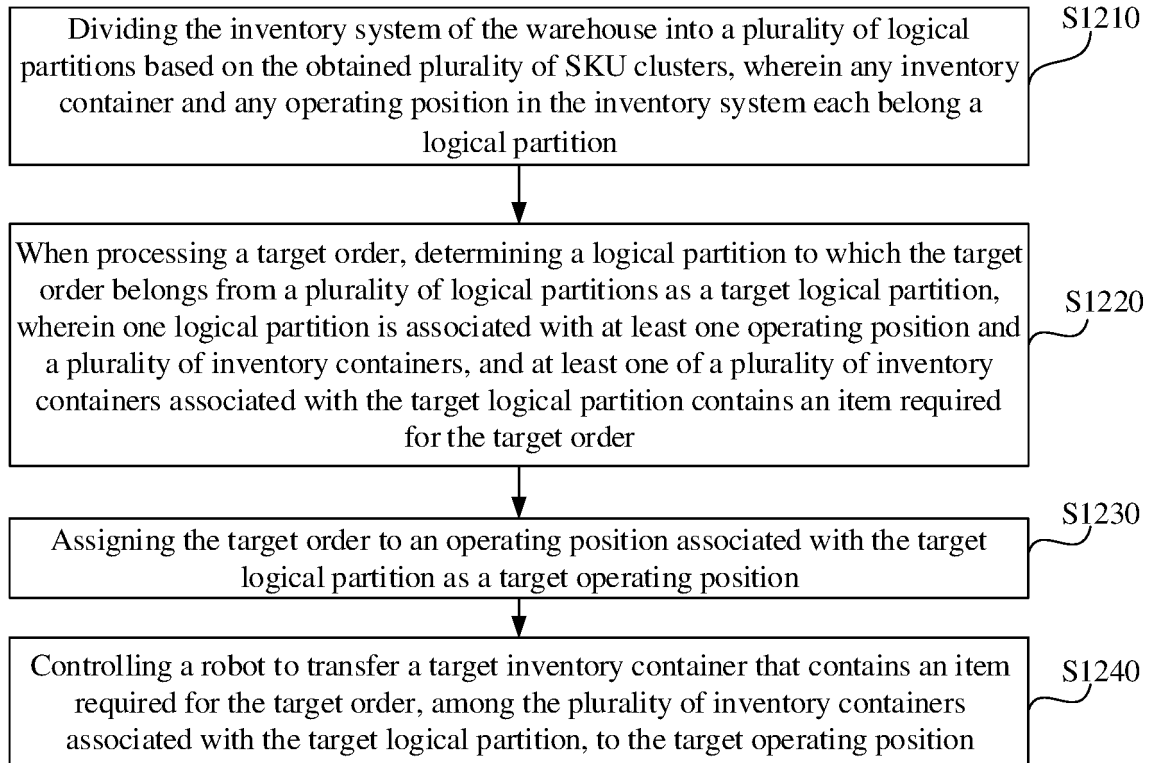 Dividing the inventory system of the warehouse into a plurality of logical
partitions based on the obtained plurality of SKU clusters, wherein any inventory
container and any operating position in the inventory system each belong a
logical partition
S1210
When processing a target order, determining a logical partition to which the target
order belongs from a plurality of logical partitions as a target logical partition,
wherein one logical partition is associated with at least one operating position and
a plurality of inventory containers, and at least one of a plurality of inventory
containers associated with the target logical partition contains an item required
for the target order
S1220
Assigning the target order to an operating position associated with the target
logical partition as a target operating position
S1230
Controlling a robot to transfer a target inventory container that contains an item
required for the target order, among the plurality of inventory containers
associated with the target logical partition, to the target operating position
S1240